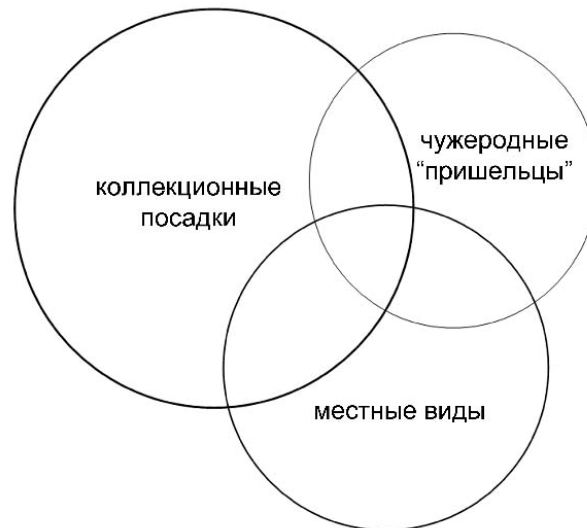 чужеродные
“пришельцы”
коллекционные
посадки
местные виды